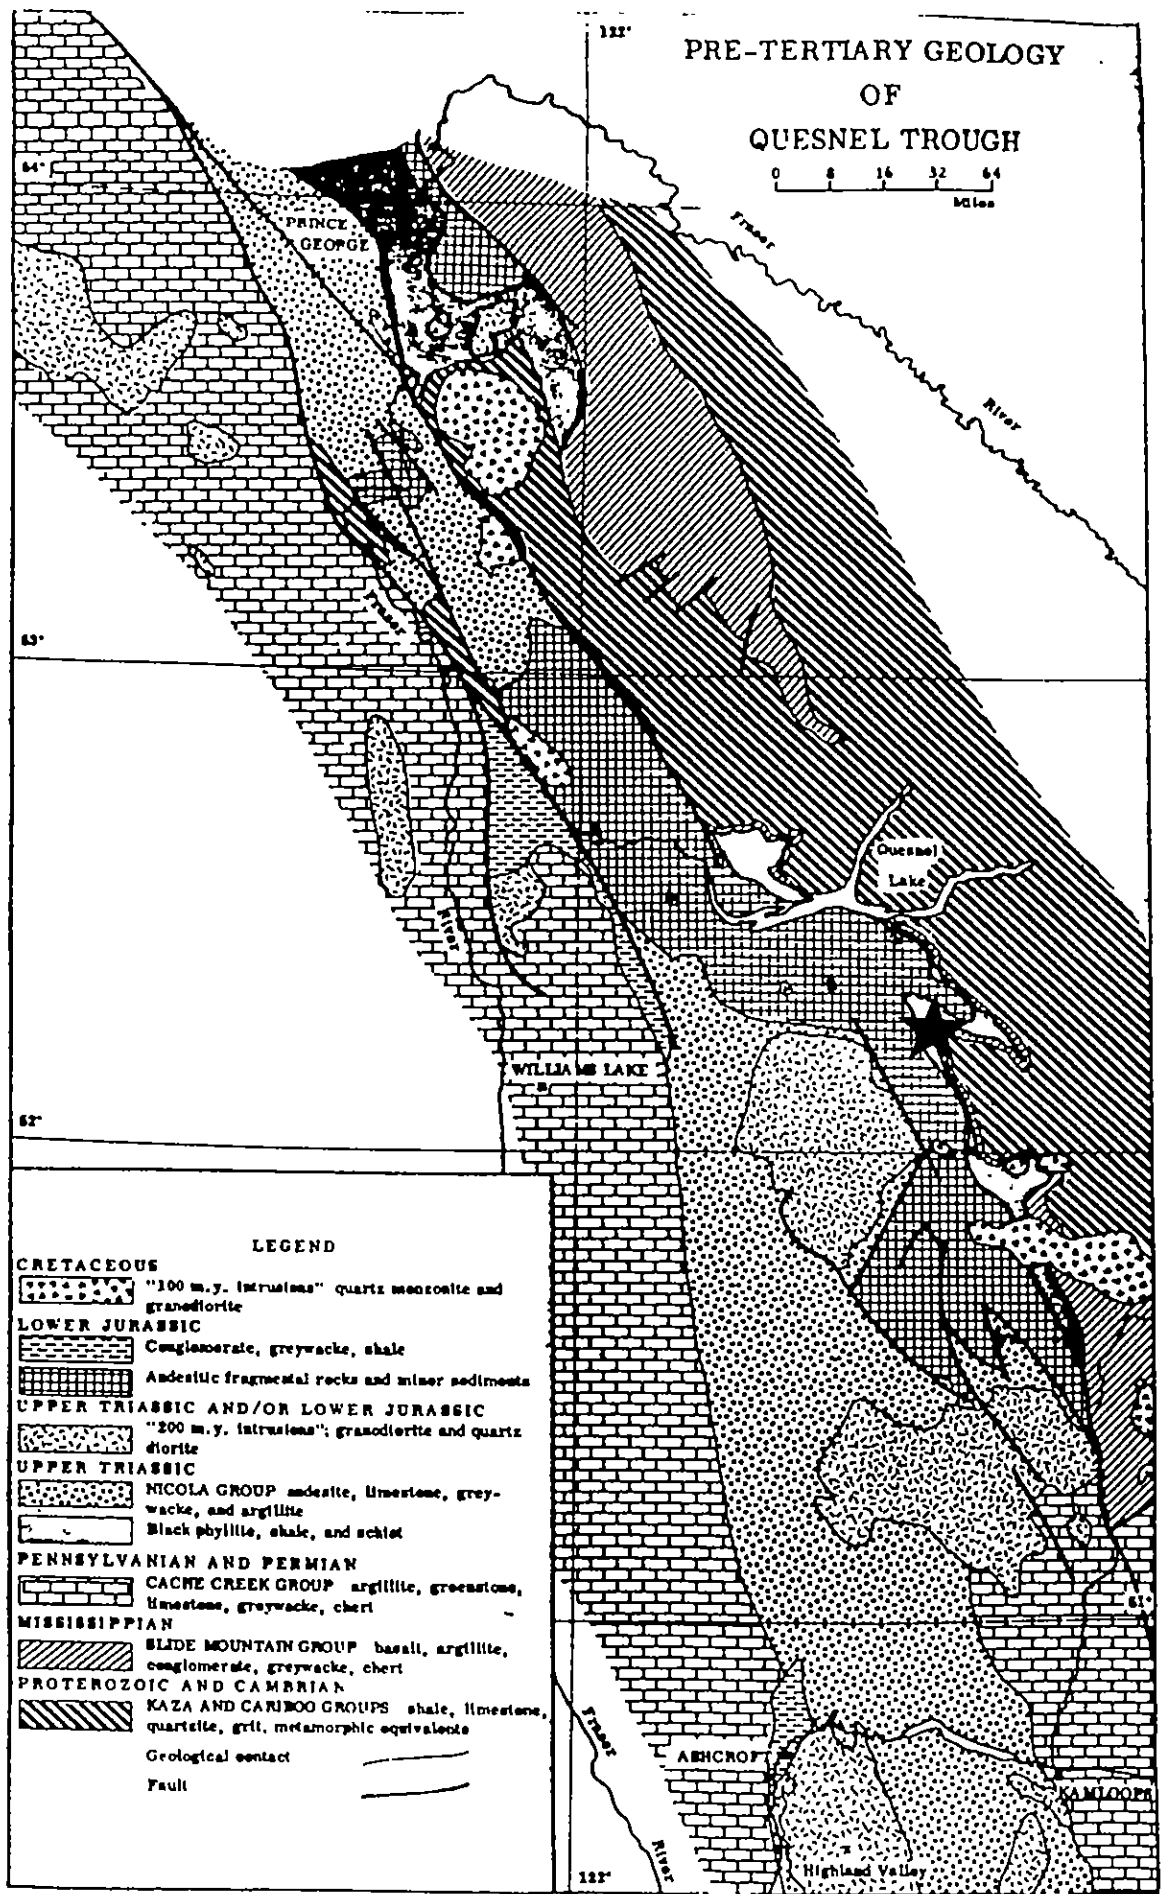 122°
PRE-TERTIARY GEOLOGY
OF
QUESNEL TROUGH
0 8 16 32 64
Miles
54°
PRINCE
GEORGE
Fraser
River
53°
Fraser
River
Quesnel
Lake
WILLIAMS LAKE
52°
LEGEND
CRETACEOUS
"100 m.y. intrusions" quartz monzonite and
granodiorite
LOWER JURASSIC
Conglomerate, greywacke, shale
Andesitic fragmental rocks and minor sediments
UPPER TRIASSIC AND/OR LOWER JURASSIC
"200 m.y. intrusions"; granodiorite and quartz
diorite
UPPER TRIASSIC
NICOLA GROUP andesite, limestone, grey-
wacke, and argillite
Black phyllite, shale, and schist
PENNSYLVANIAN AND PERMIAN
CACHE CREEK GROUP argillite, greenstone,
limestone, greywacke, chert
MISSISSIPPIAN
SLIDE MOUNTAIN GROUP basalt, argillite,
conglomerate, greywacke, chert
PROTEROZOIC AND CAMBRIAN
KAZA AND CARIBOO GROUPS shale, limestone,
quartzite, grit, metamorphic equivalents
Geological contact
Fault
51°
Fraser
River
ASHCROFT
KAMLOOPS
Highland Valley
122°